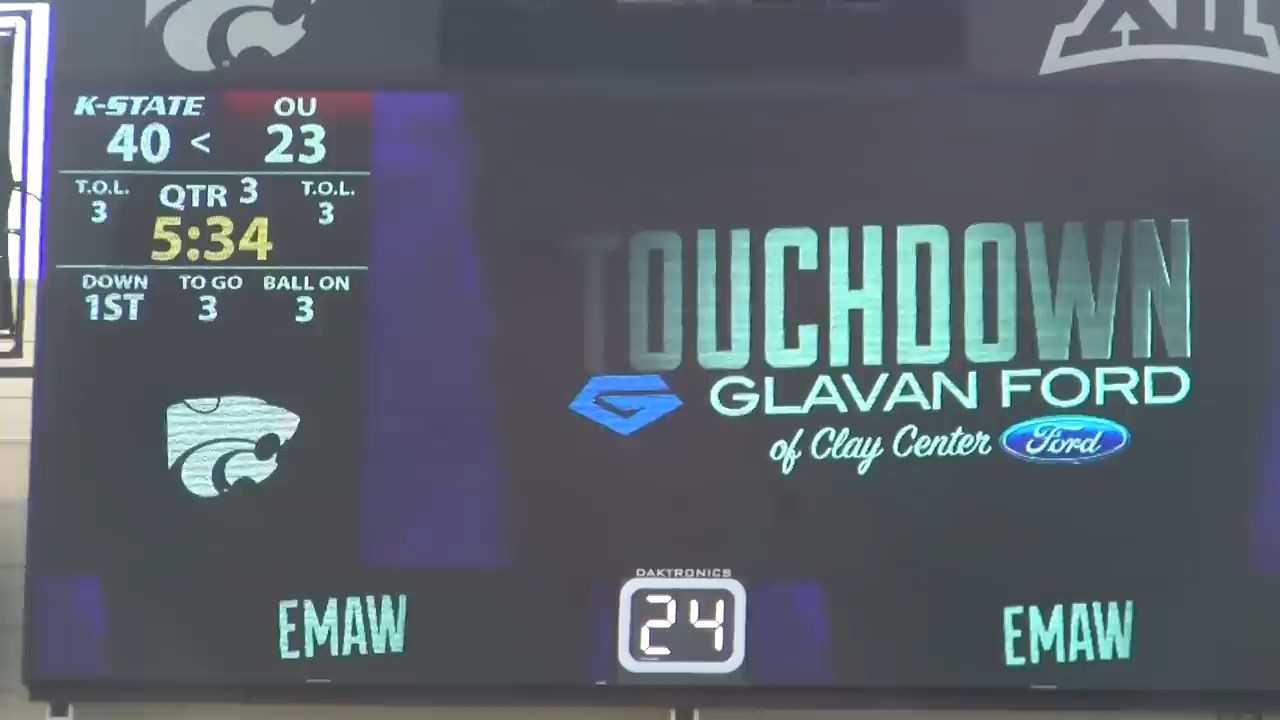 K-STATE OU
40 < 23
T.O.L. QTR 3 T.O.L.
3 5:34 3
DOWN TO GO BALL ON
1ST 3 3
TOUCHDOWN
GLAVAN FORD
of Clay Center Ford
DAKTRONICS
EMAW 24 EMAW